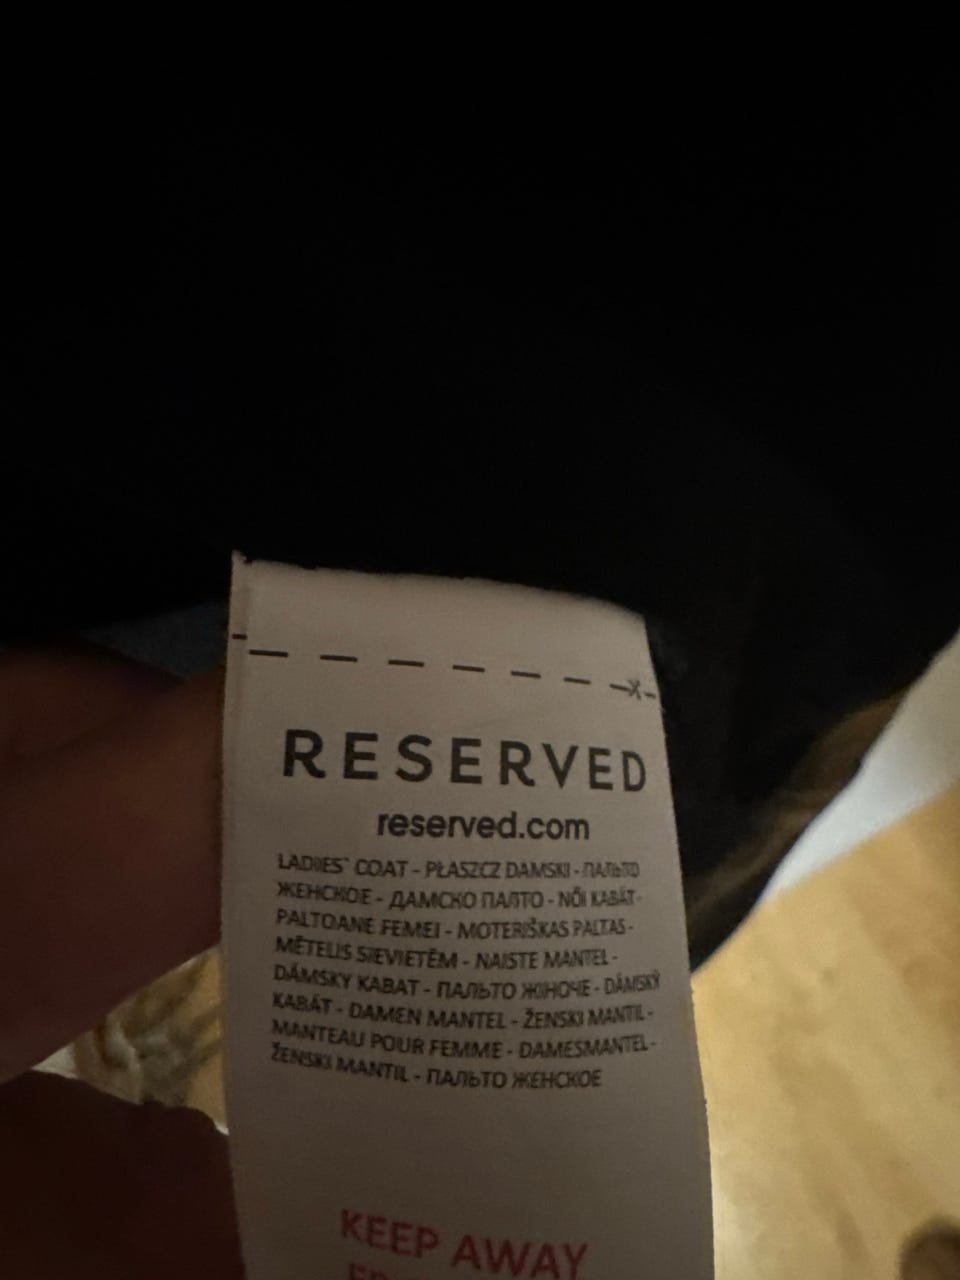 RESERVED
reserved.com
LADIES` COAT - PŁASZCZ DAMSKI - ПАЛЬТО
ЖЕНСКОЕ - ДАМСКО ПАЛТО - NŐI KABÁT -
PALTOANE FEMEI - MOTERIŠKAS PALTAS -
MĒTELIS SIEVIETĒM - NAISTE MANTEL -
DÁMSKY KABAT - ПАЛЬТО ЖІНОЧЕ - DÁMSKÝ
KABÁT - DAMEN MANTEL - ŽENSKI MANTIL -
MANTEAU POUR FEMME - DAMESMANTEL -
ŽENSKI MANTIL - ПАЛЬТО ЖЕНСКОЕ
KEEP AWAY